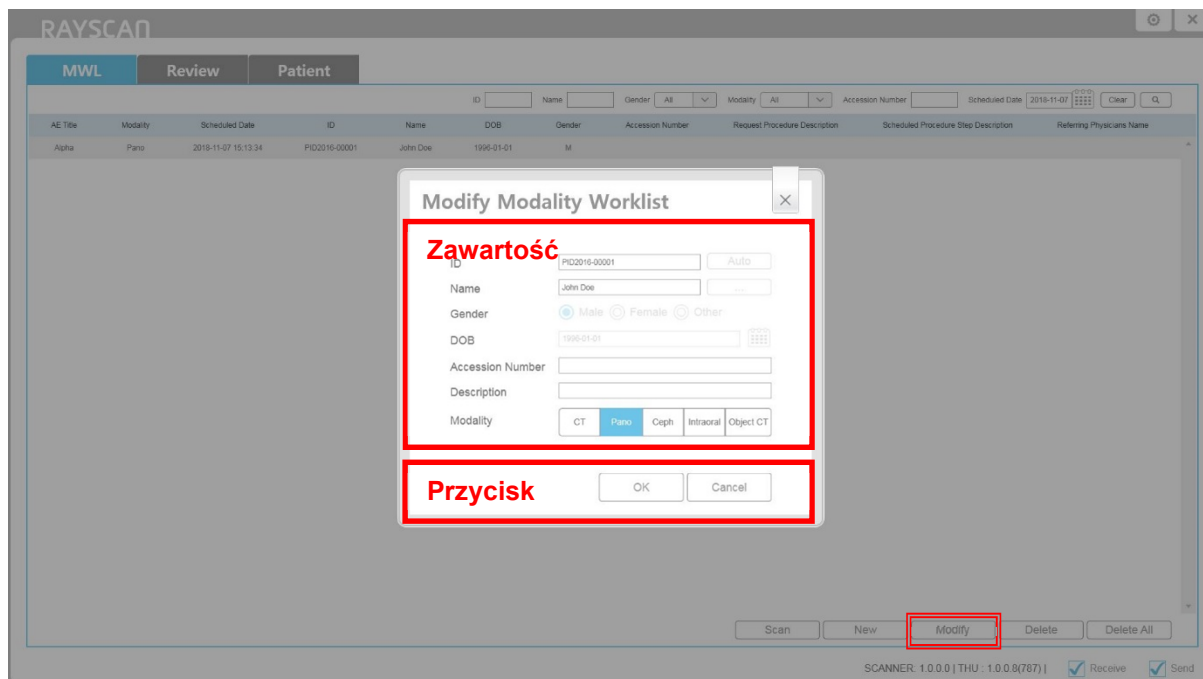 RAYSCAN
MWL Review Patient
ID Name Gender All Modality All Accession Number Scheduled Date 2018-11-07 Clear
AE Title Modality Scheduled Date ID Name DOB Gender Accession Number Request Procedure Description Scheduled Procedure Step Description Referring Physicians Name
Alpha Pano 2018-11-07 15:13:34 PID2016-00001 John Doe 1996-01-01 M
Modify Modality Worklist
Zawartość
ID PID2016-00001 Auto
Name John Doe ...
Gender Male Female Other
DOB 1996-01-01
Accession Number
Description
Modality CT Pano Ceph Intraoral Object CT
Przycisk OK Cancel
Scan New Modify Delete Delete All
SCANNER: 1.0.0.0 | THU : 1.0.0.8(787) | Receive Send